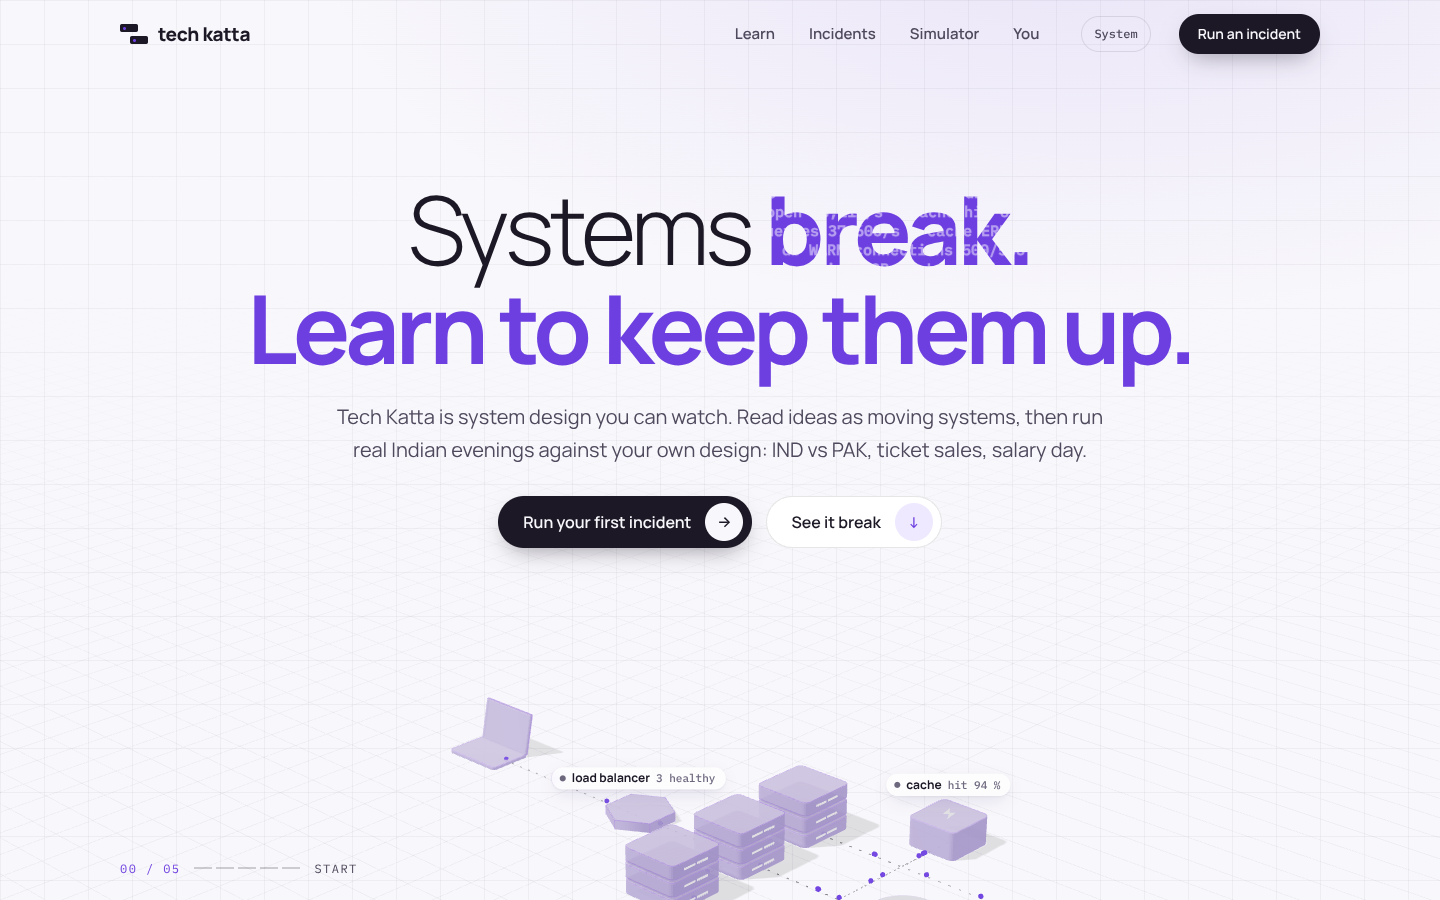 tech katta
Learn
Incidents
Simulator
You
System
Run an incident
Systems break.
Learn to keep them up.
Tech Katta is system design you can watch. Read ideas as moving systems, then run
real Indian evenings against your own design: IND vs PAK, ticket sales, salary day.
Run your first incident →
See it break ↓
load balancer 3 healthy
cache hit 94 %
00 / 05
START